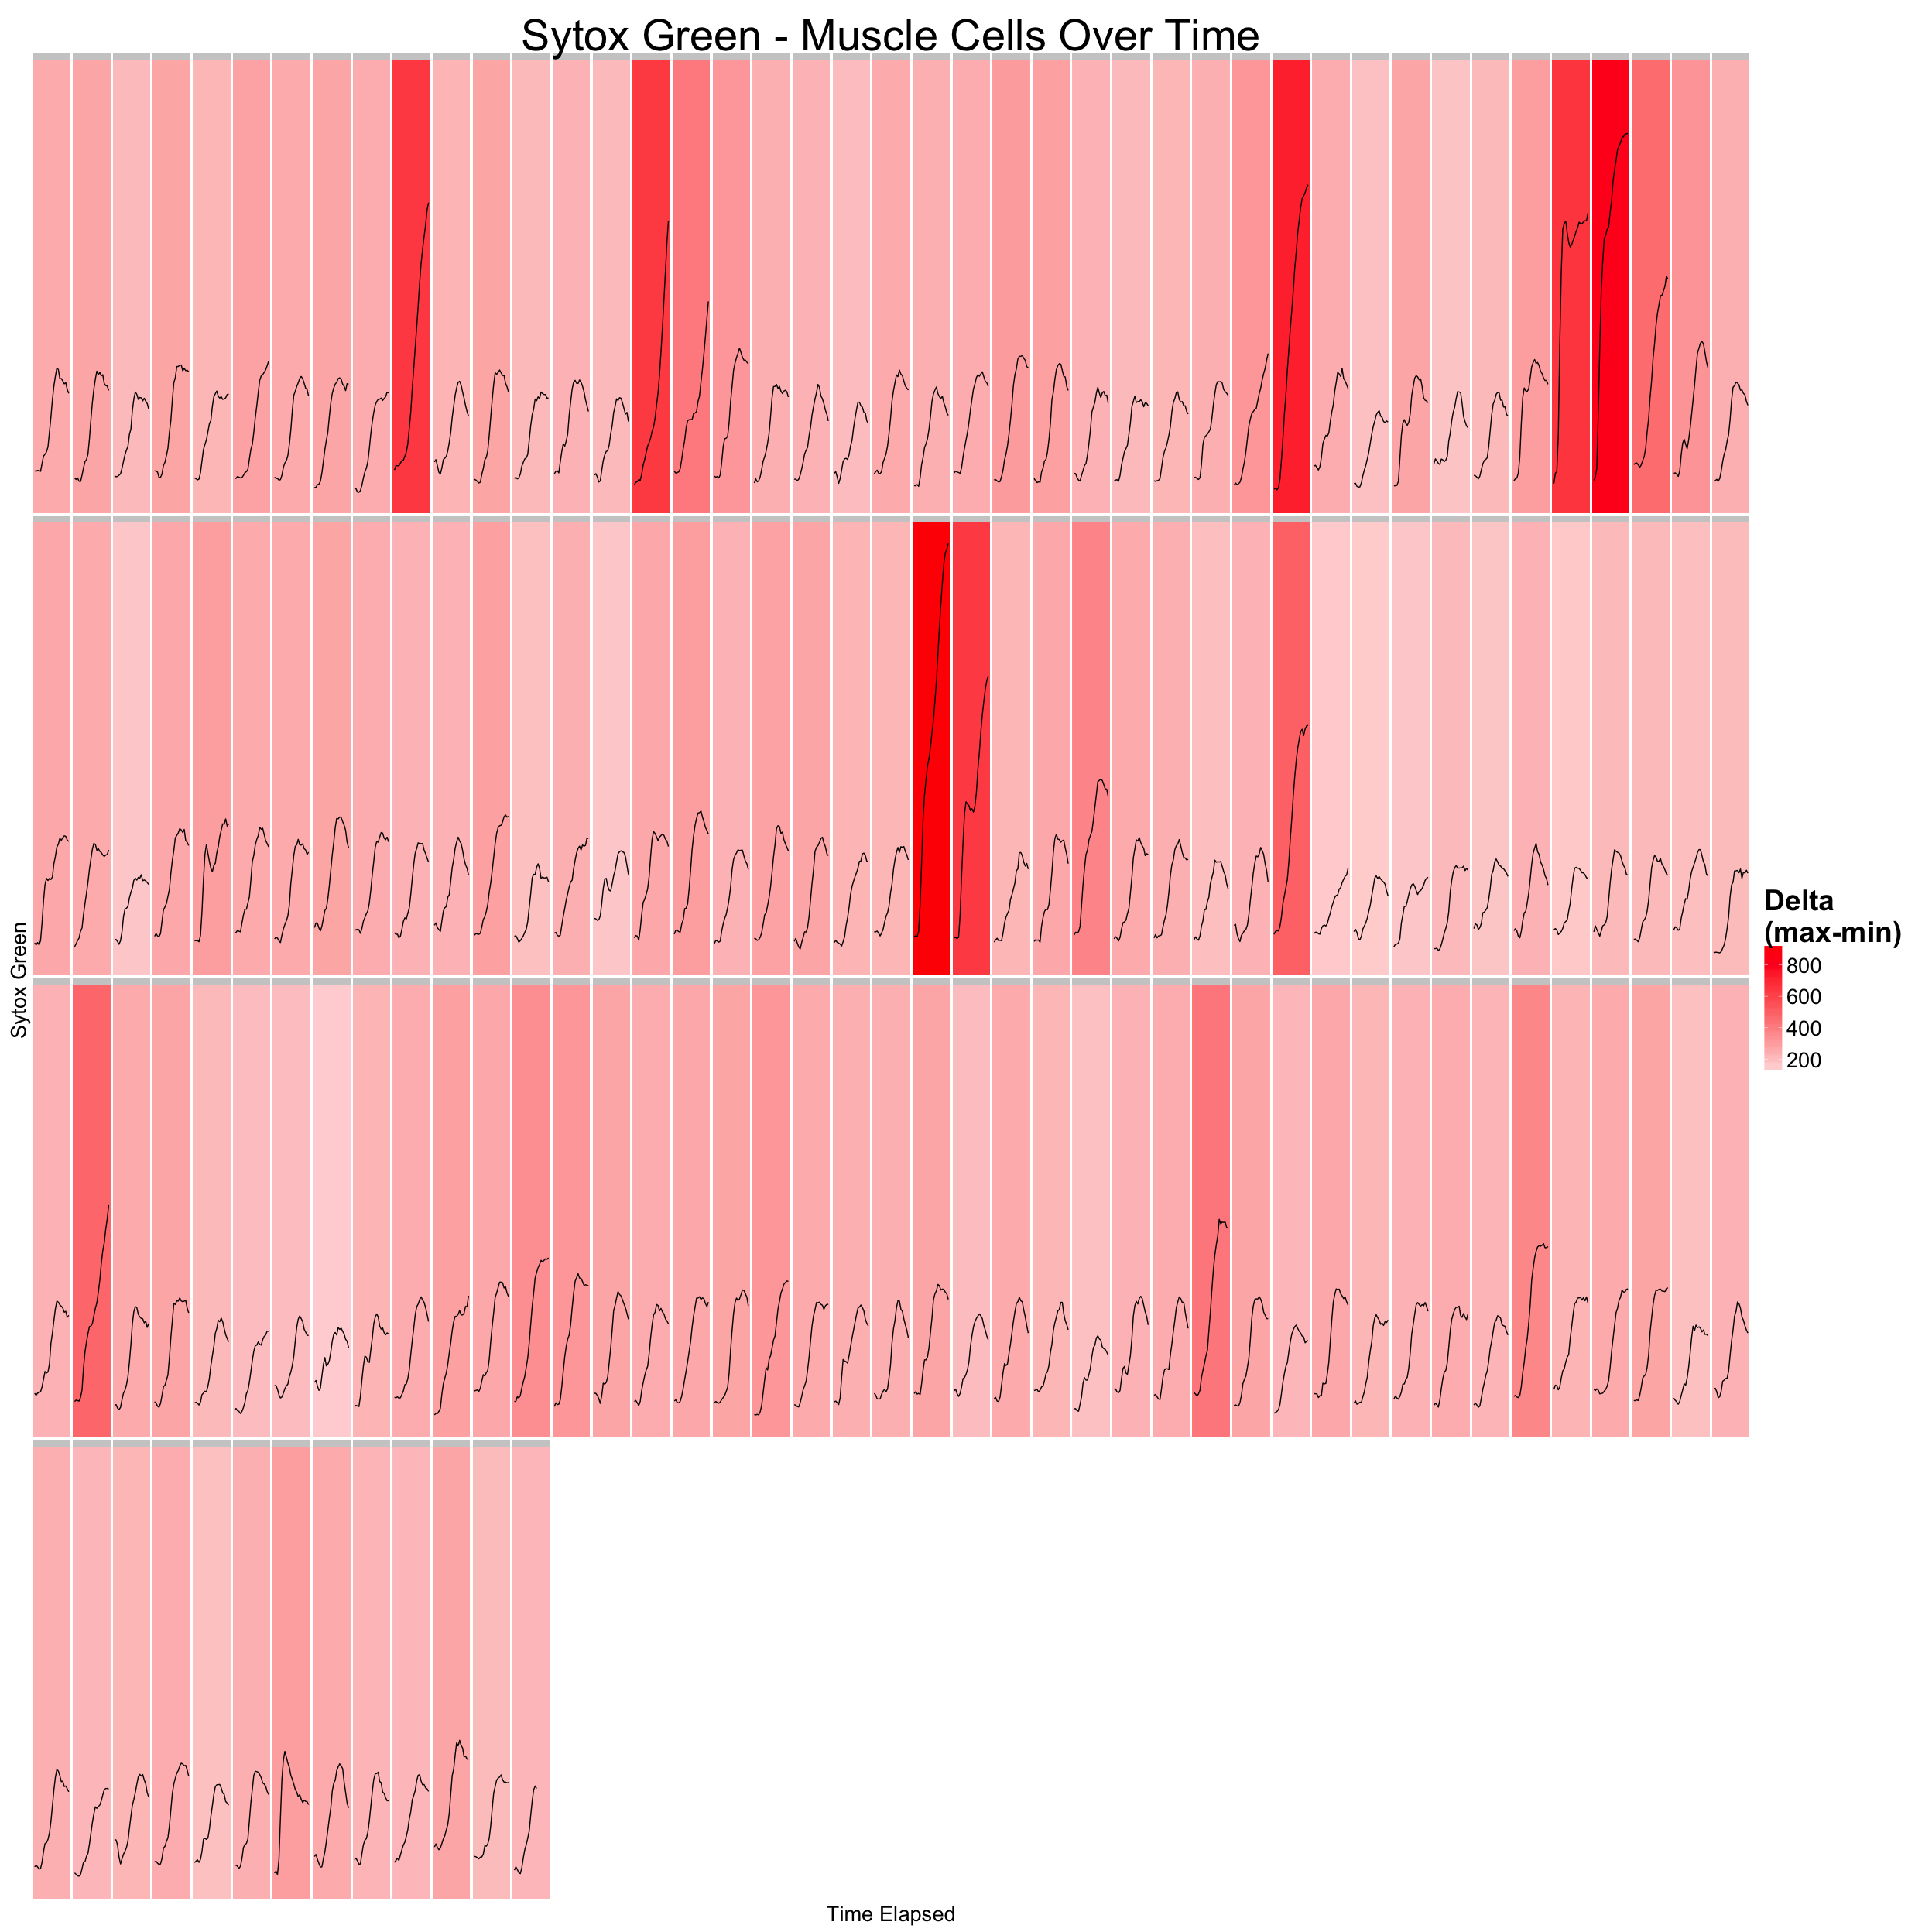 Sytox Green - Muscle Cells Over Time
Sytox Green
Delta
(max-min)
800
600
400
200
Time Elapsed